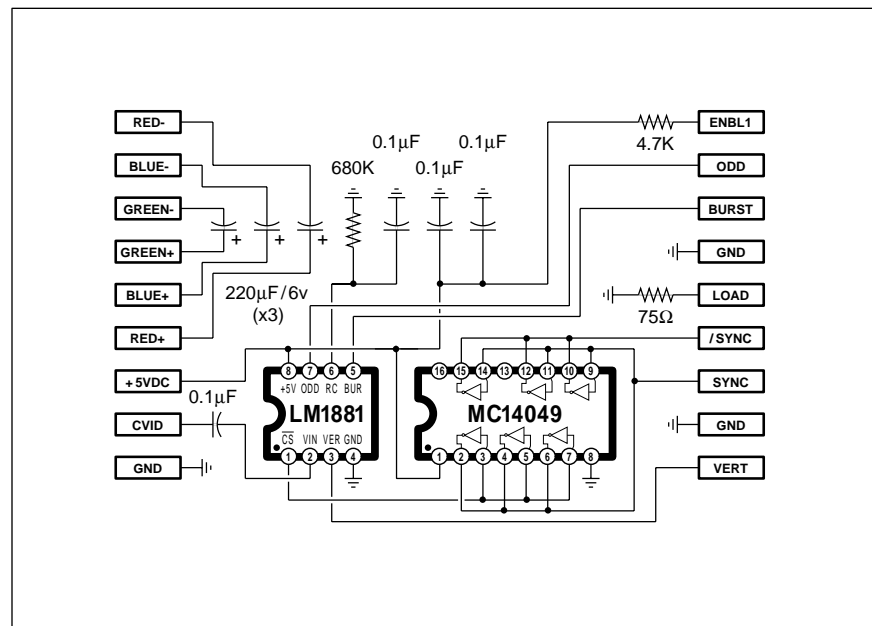 RED-
BLUE-
GREEN-
GREEN+
BLUE+
RED+
+5VDC
CVID
GND
0.1µF
680K
0.1µF
0.1µF
0.1µF
220µF/6v
(x3)
4.7K
75Ω
ENBL1
ODD
BURST
GND
LOAD
/SYNC
SYNC
GND
VERT
8 7 6 5
+5V ODD RC BUR
LM1881
CS VIN VER GND
1 2 3 4
16 15 14 13 12 11 10 9
MC14049
1 2 3 4 5 6 7 8
+
+
+